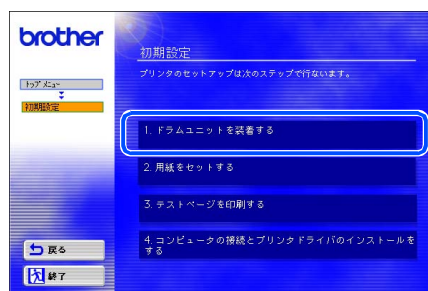 brother
トップメニュー
初期設定
初期設定
プリンタのセットアップは次のステップで行ないます。
1. ドラムユニットを装着する
2. 用紙をセットする
3. テストページを印刷する
4. コンピュータの接続とプリンタドライバのインストールを
する
戻る
終了